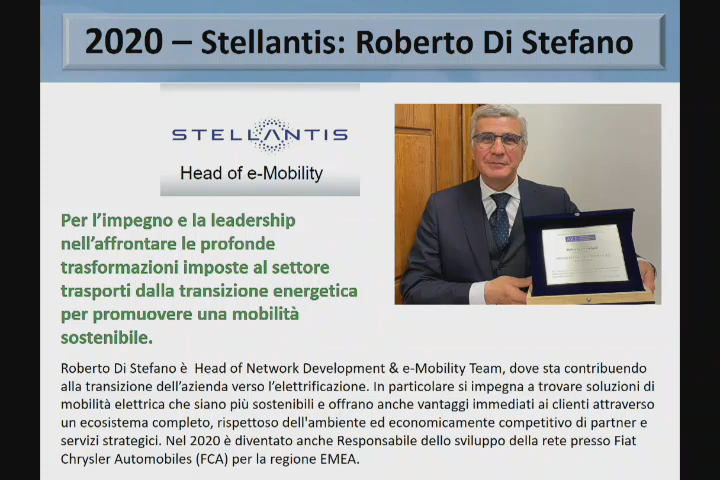 2020 – Stellantis: Roberto Di Stefano
STELLANTIS
Head of e-Mobility
Per l’impegno e la leadership
nell’affrontare le profonde
trasformazioni imposte al settore
trasporti dalla transizione energetica
per promuovere una mobilità
sostenibile.
Roberto Di Stefano è Head of Network Development & e-Mobility Team, dove sta contribuendo
alla transizione dell’azienda verso l’elettrificazione. In particolare si impegna a trovare soluzioni di
mobilità elettrica che siano più sostenibili e offrano anche vantaggi immediati ai clienti attraverso
un ecosistema completo, rispettoso dell'ambiente ed economicamente competitivo di partner e
servizi strategici. Nel 2020 è diventato anche Responsabile dello sviluppo della rete presso Fiat
Chrysler Automobiles (FCA) per la regione EMEA.